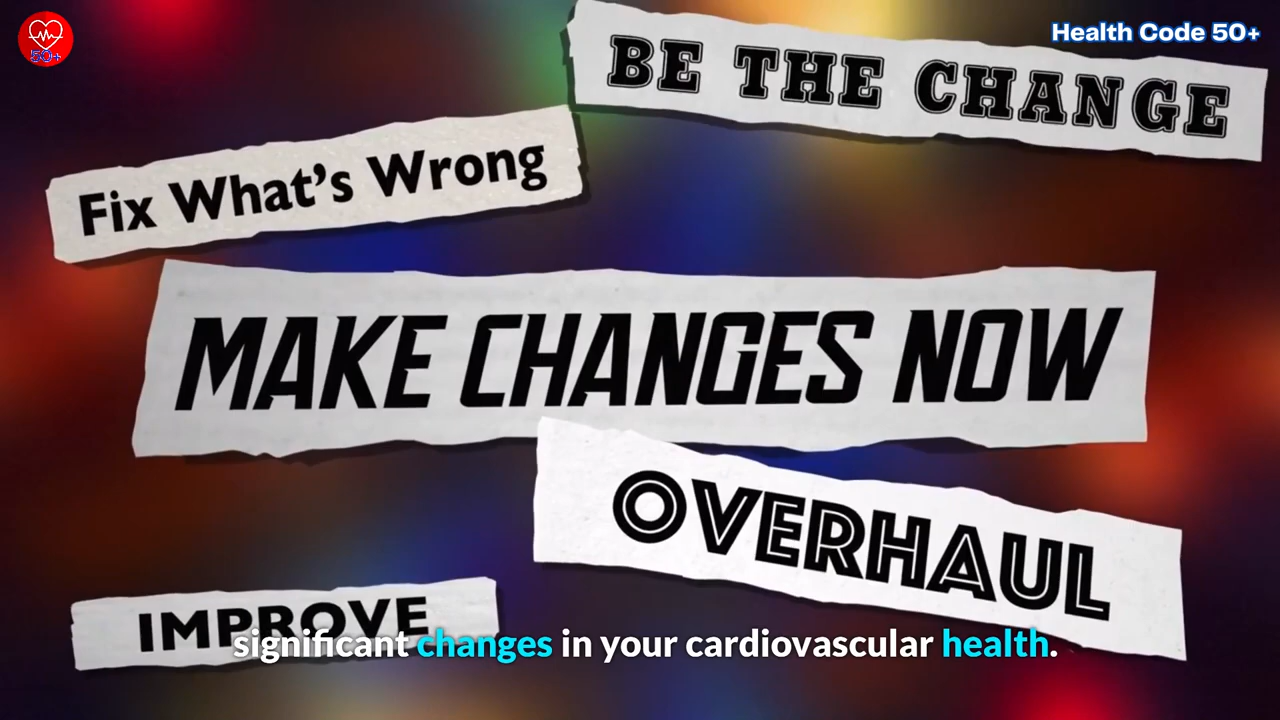 50+
Health Code 50+
BE THE CHANGE
Fix What's Wrong
MAKE CHANGES NOW
OVERHAUL
IMPROVE
significant changes in your cardiovascular health.